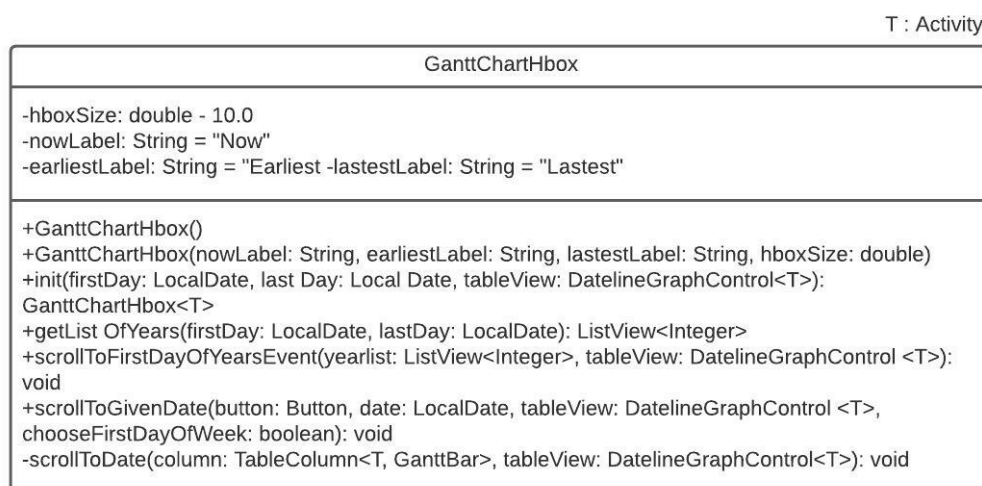 T : Activity
GanttChartHbox
-hboxSize: double - 10.0
-nowLabel: String = "Now"
-earliestLabel: String = "Earliest -lastestLabel: String = "Lastest"
+GanttChartHbox()
+GanttChartHbox(nowLabel: String, earliestLabel: String, lastestLabel: String, hboxSize: double)
+init(firstDay: LocalDate, last Day: Local Date, tableView: DatelineGraphControl<T>):
GanttChartHbox<T>
+getList OfYears(firstDay: LocalDate, lastDay: LocalDate): ListView<Integer>
+scrollToFirstDayOfYearsEvent(yearlist: ListView<Integer>, tableView: DatelineGraphControl <T>):
void
+scrollToGivenDate(button: Button, date: LocalDate, tableView: DatelineGraphControl <T>,
chooseFirstDayOfWeek: boolean): void
-scrollToDate(column: TableColumn<T, GanttBar>, tableView: DatelineGraphControl<T>): void